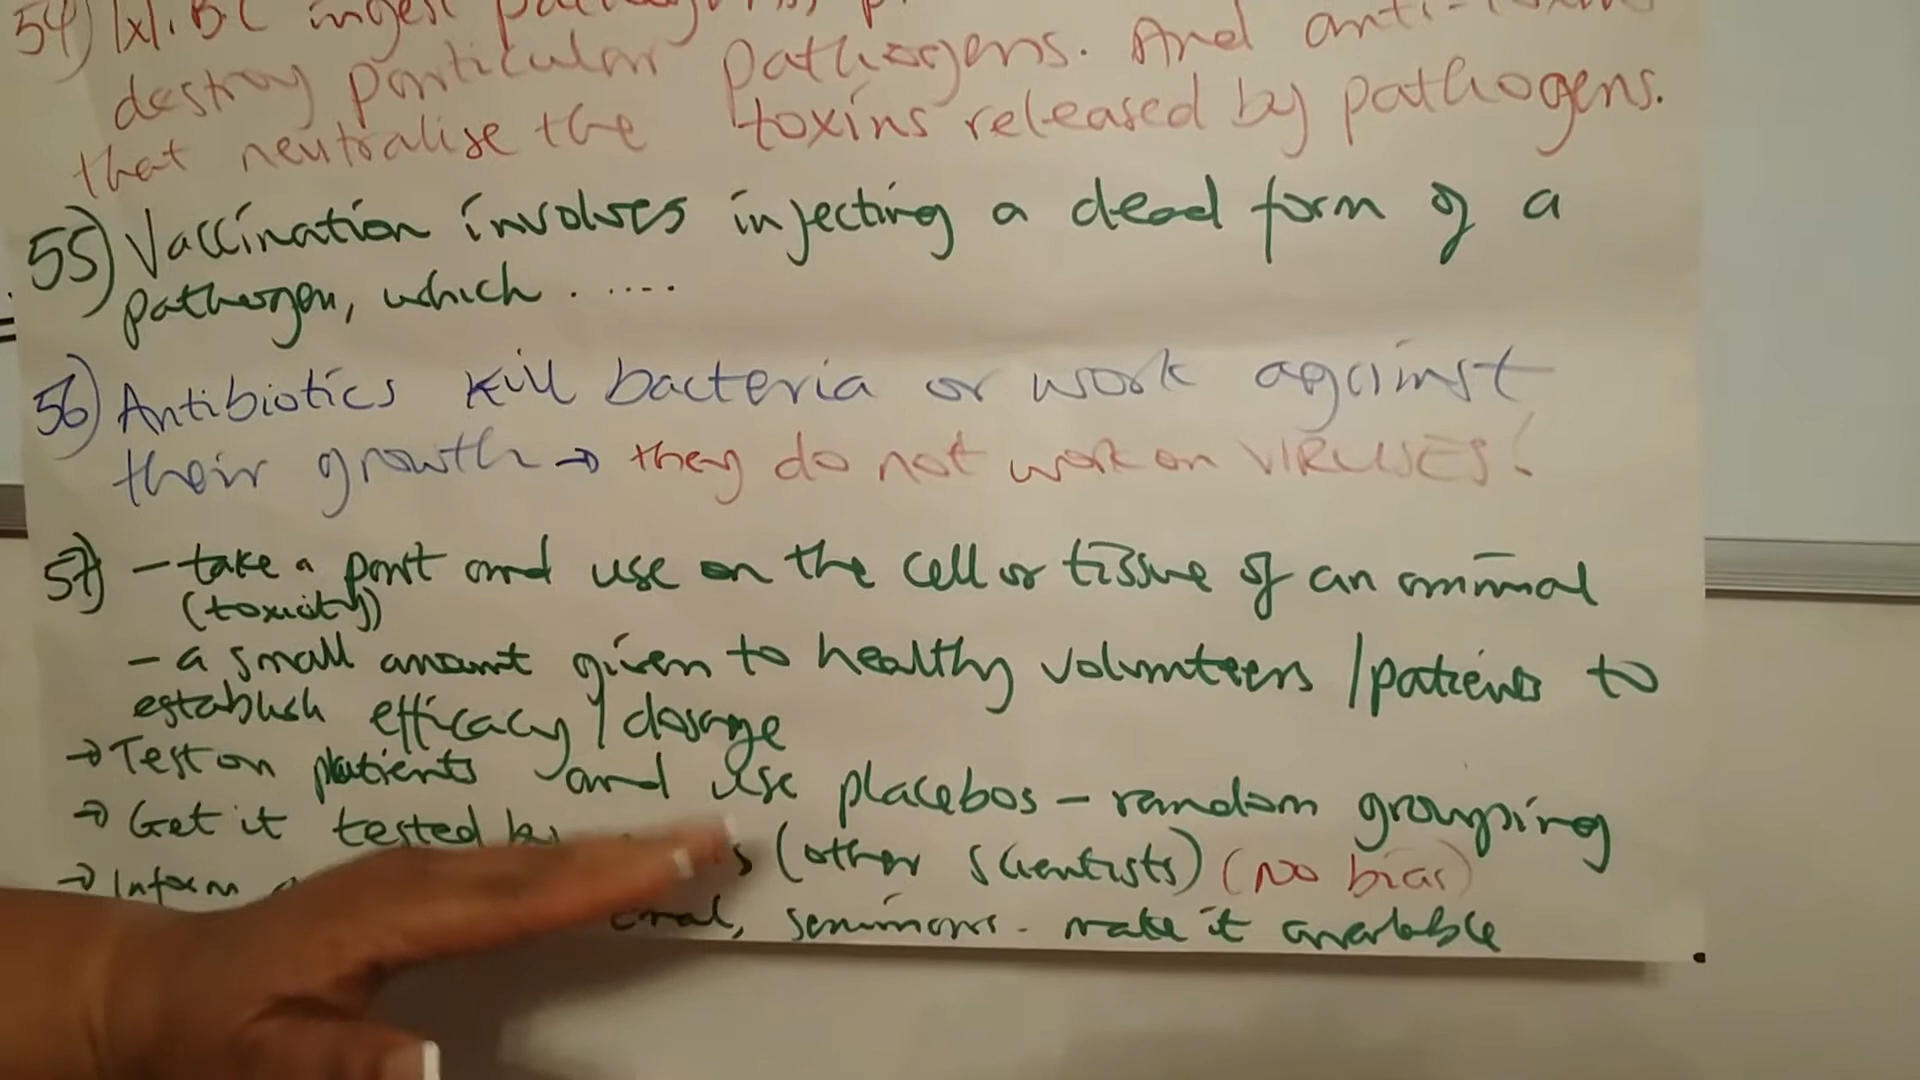 54) W.BC ingest
destroy particular pathogens. And anti-
that neutralise the toxins released by pathogens.
55) Vaccination involves injecting a dead form of a
pathogen, which .....
56) Antibiotics kill bacteria or work against
their growth → they do not work on VIRUSES!
57) - take a part and use on the cell or tissue of an animal
(toxicity)
- a small amount given to healthy volunteers / patients to
establish efficacy / dosage
→ Test on patients and use placebos - random grouping
→ Get it tested by (other scientists) (no bias)
→ Inform
make it available